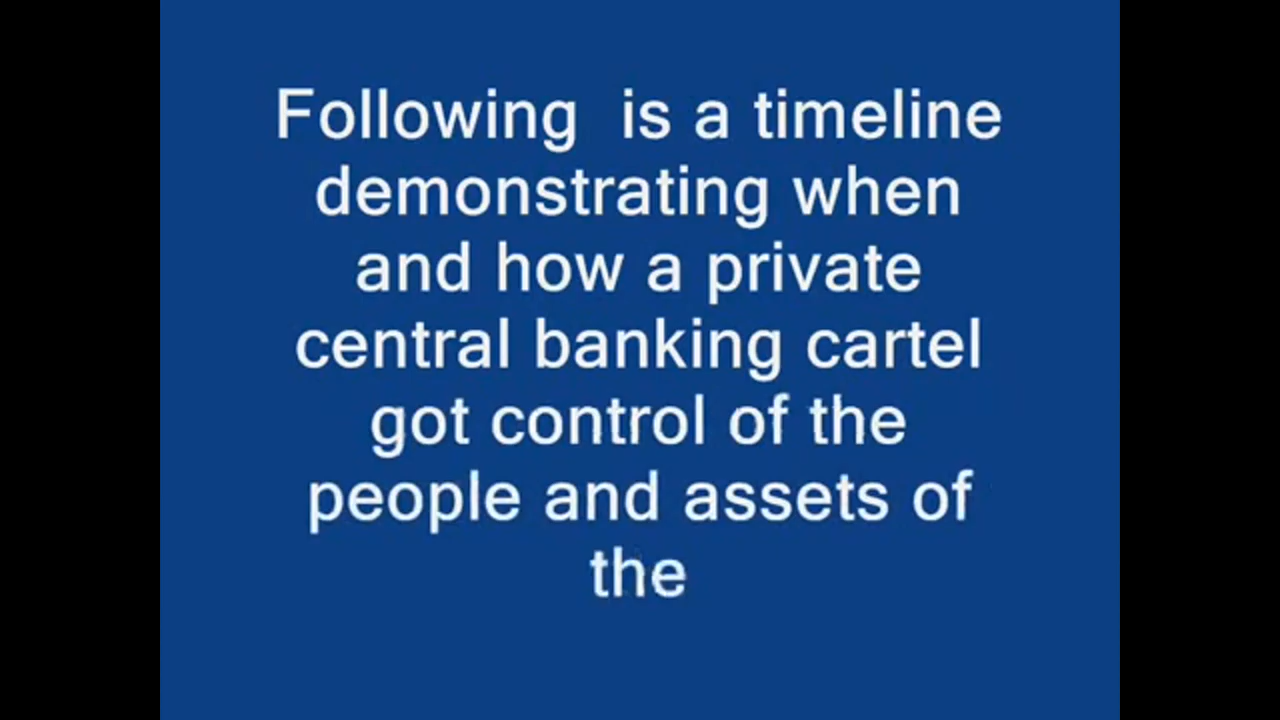 Following  is a timeline
demonstrating when
and how a private
central banking cartel
got control of the
people and assets of
the